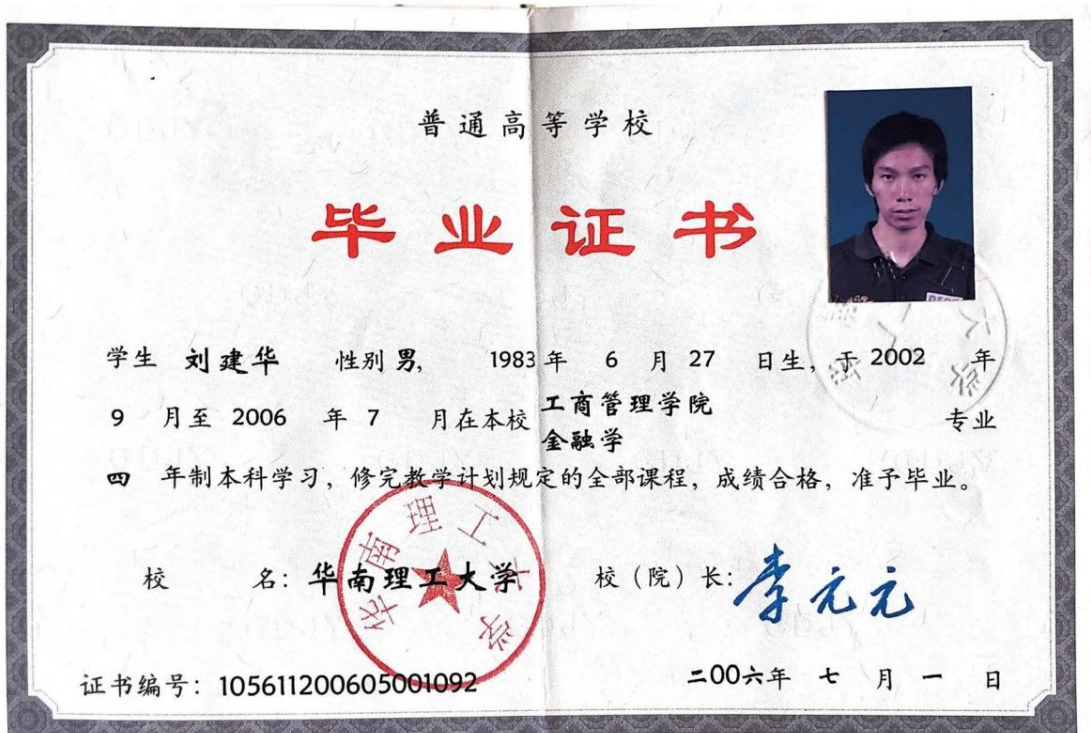 普通高等学校
毕业证书
学生 刘建华 性别 男, 1983 年 6 月 27 日生, 于 2002 年
9 月至 2006 年 7 月在本校 工商管理学院
金融学 专业
四 年制本科学习, 修完教学计划规定的全部课程, 成绩合格, 准予毕业。
华南理工大学
校 名: 华南理工大学 校(院)长: 李元元
证书编号: 105611200605001092 二00六年 七 月 一 日